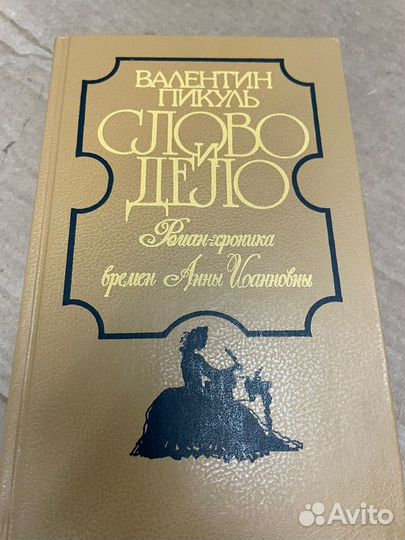 ВАЛЕНТИН
ПИКУЛЬ
СЛОВО
И
ДЕЛО
Роман-хроника
времен Анны Иоанновны
Avito